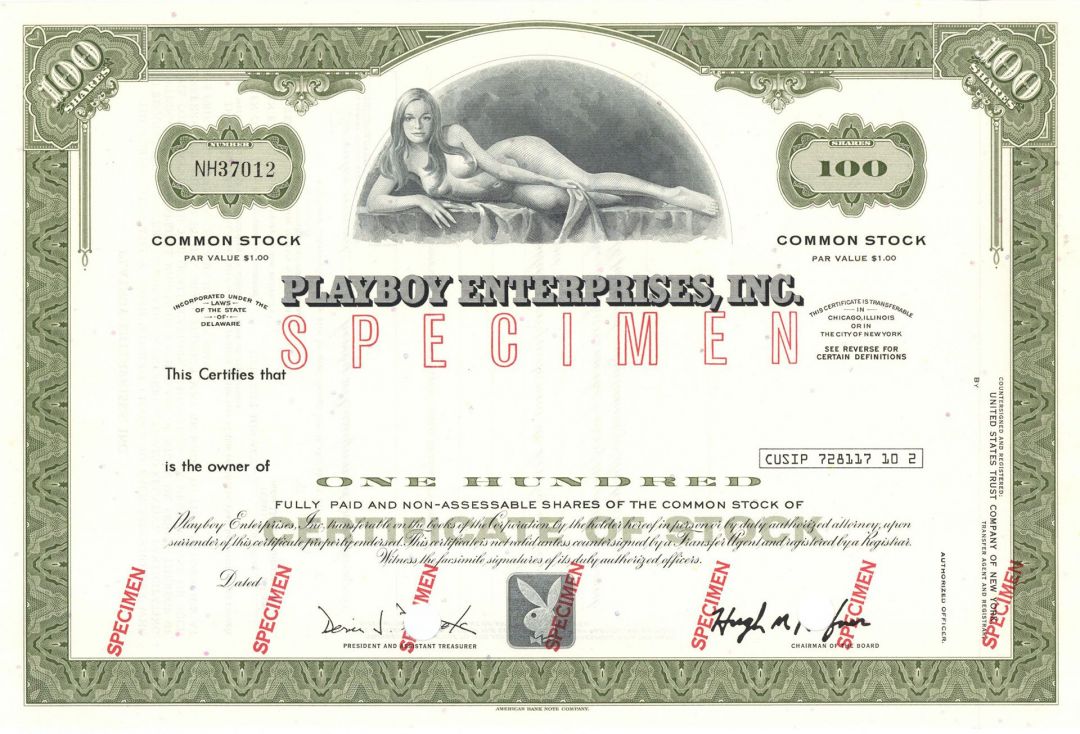 100 SHARES
100 SHARES
NUMBER
NH37012
SHARES
100
COMMON STOCK
PAR VALUE $1.00
COMMON STOCK
PAR VALUE $1.00
PLAYBOY ENTERPRISES, INC.
SPECIMEN
INCORPORATED UNDER THE
LAWS
OF THE STATE
OF
DELAWARE
THIS CERTIFICATE IS TRANSFERABLE
IN
CHICAGO, ILLINOIS
OR IN
THE CITY OF NEW YORK
SEE REVERSE FOR
CERTAIN DEFINITIONS
This Certifies that
is the owner of
CUSIP 728117 10 2
ONE HUNDRED
FULLY PAID AND NON-ASSESSABLE SHARES OF THE COMMON STOCK OF
CERTIFICATE OF STOCK
Playboy Enterprises, Inc. transferable on the books of the Corporation by the holder hereof in person or by duly authorized attorney, upon
surrender of this certificate properly endorsed. This certificate is not valid unless countersigned by a Transfer Agent and registered by a Registrar.
Witness the facsimile signatures of its duly authorized officers.
Dated
SPECIMEN
SPECIMEN
SPECIMEN
SPECIMEN
SPECIMEN
SPECIMEN
SPECIMEN
PRESIDENT AND ASSISTANT TREASURER
Hugh M.
CHAIRMAN OF THE BOARD
COUNTERSIGNED AND REGISTERED:
UNITED STATES TRUST COMPANY OF NEW YORK
TRANSFER AGENT AND REGISTRAR
BY
AUTHORIZED OFFICER.
AMERICAN BANK NOTE COMPANY.